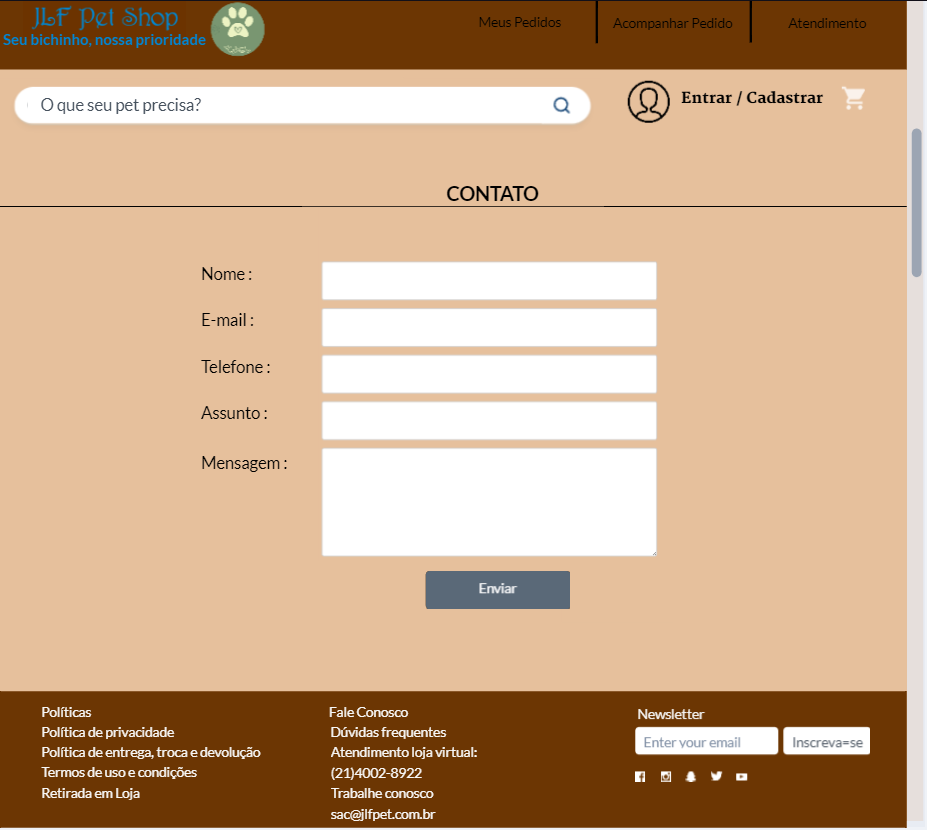 JLF Pet Shop
Seu bichinho, nossa prioridade
Meus Pedidos
Acompanhar Pedido
Atendimento
O que seu pet precisa?
Entrar / Cadastrar
CONTATO
Nome :
E-mail :
Telefone :
Assunto :
Mensagem :
Enviar
Políticas
Política de privacidade
Política de entrega, troca e devolução
Termos de uso e condições
Retirada em Loja
Fale Conosco
Dúvidas frequentes
Atendimento loja virtual:
(21)4002-8922
Trabalhe conosco
sac@jlfpet.com.br
Newsletter
Enter your email
Inscreva=se